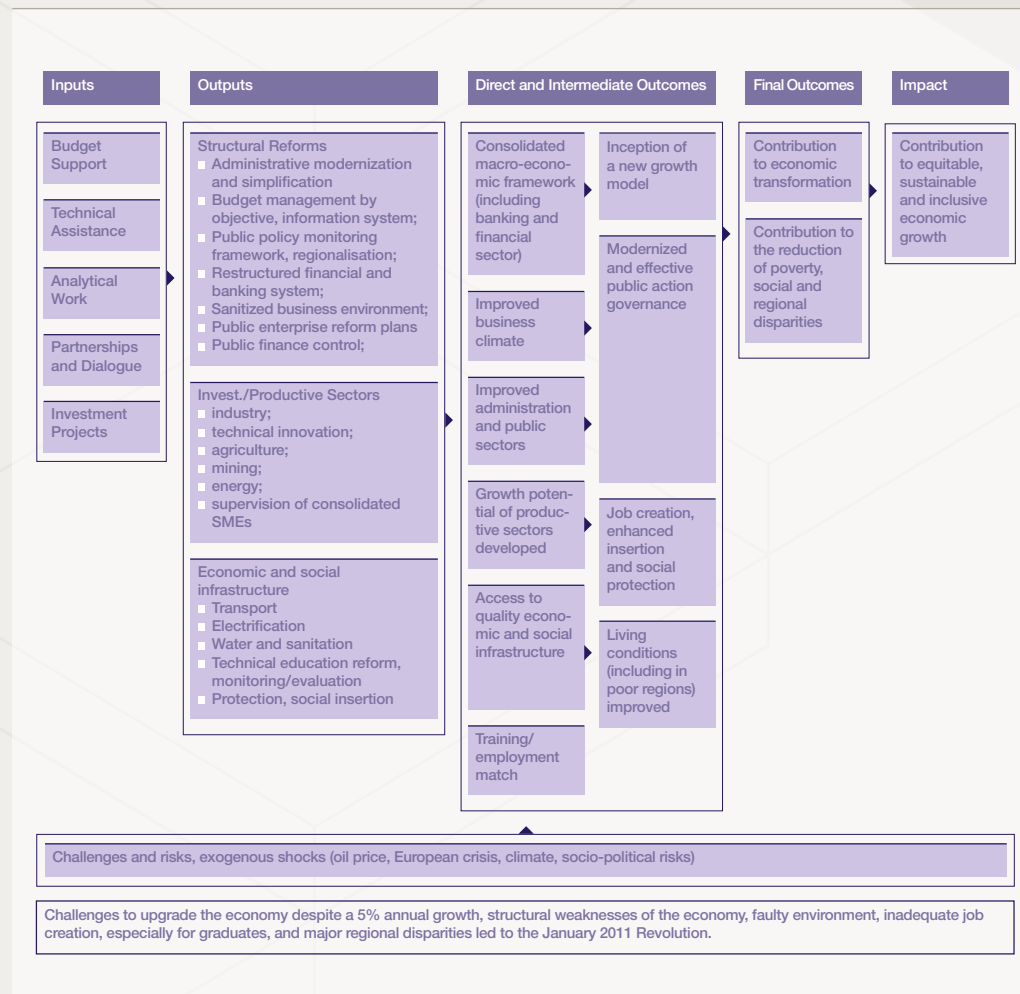 Inputs
Budget
Support
Technical
Assistance
Analytical
Work
Partnerships
and Dialogue
Investment
Projects
Outputs
Structural Reforms
Administrative modernization
and simplification
Budget management by
objective, information system;
Public policy monitoring
framework, regionalisation;
Restructured financial and
banking system;
Sanitized business environment;
Public enterprise reform plans
Public finance control;
Invest./Productive Sectors
industry;
technical innovation;
agriculture;
mining;
energy;
supervision of consolidated
SMEs
Economic and social
infrastructure
Transport
Electrification
Water and sanitation
Technical education reform,
monitoring/evaluation
Protection, social insertion
Direct and Intermediate Outcomes
Consolidated
macro-econo-
mic framework
(including
banking and
financial
sector)
Improved
business
climate
Improved
administration
and public
sectors
Growth poten-
tial of produc-
tive sectors
developed
Access to
quality econo-
mic and social
infrastructure
Training/
employment
match
Inception of
a new growth
model
Modernized
and effective
public action
governance
Job creation,
enhanced
insertion
and social
protection
Living
conditions
(including in
poor regions)
improved
Final Outcomes
Contribution
to economic
transformation
Contribution to
the reduction
of poverty,
social and
regional
disparities
Impact
Contribution
to equitable,
sustainable
and inclusive
economic
growth
Challenges and risks, exogenous shocks (oil price, European crisis, climate, socio-political risks)
Challenges to upgrade the economy despite a 5% annual growth, structural weaknesses of the economy, faulty environment, inadequate job
creation, especially for graduates, and major regional disparities led to the January 2011 Revolution.